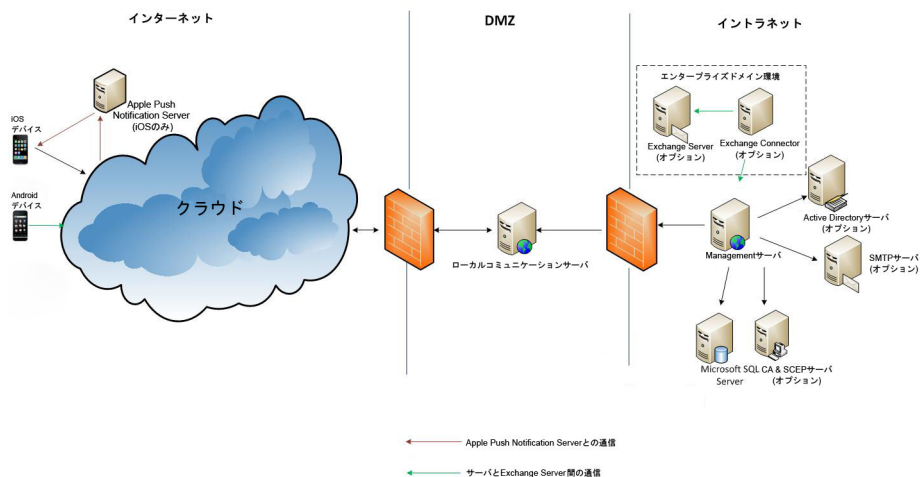 インターネット
DMZ
イントラネット
エンタープライズドメイン環境
Apple Push
Notification Server
(iOSのみ)
iOS
デバイス
Exchange Server
(オプション)
Exchange Connector
(オプション)
Android
デバイス
クラウド
Active Directoryサーバ
(オプション)
ローカルコミュニケーションサーバ
Managementサーバ
SMTPサーバ
(オプション)
Microsoft SQL
Server
CA & SCEPサーバ
(オプション)
Apple Push Notification Serverとの通信
サーバとExchange Server間の通信